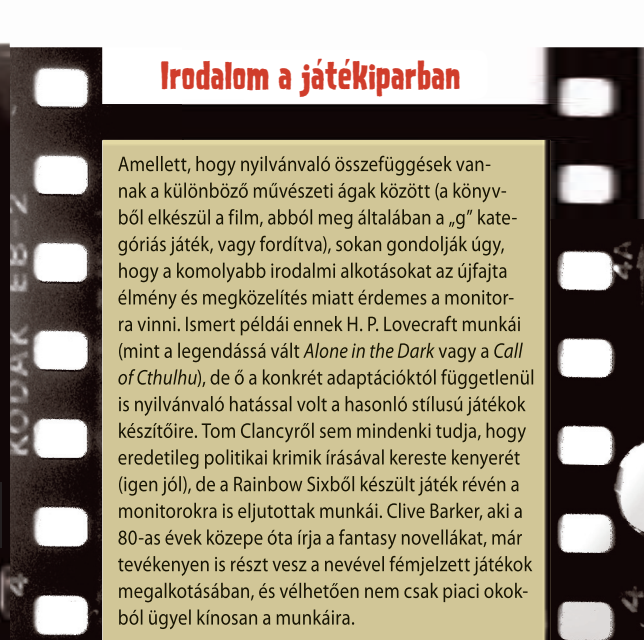 Irodalom a játékiparban
Amellett, hogy nyilvánvaló összefüggések van-
nak a különböző művészeti ágak között (a könyv-
ből elkészül a film, abból meg általában a „g” kate-
góriás játék, vagy fordítva), sokan gondolják úgy,
hogy a komolyabb irodalmi alkotásokat az újfajta
élmény és megközelítés miatt érdemes a monitor-
ra vinni. Ismert példái ennek H. P. Lovecraft munkái
(mint a legendássá vált Alone in the Dark vagy a Call
of Cthulhu), de ő a konkrét adaptációktól függetlenül
is nyilvánvaló hatással volt a hasonló stílusú játékok
készítőire. Tom Clancyről sem mindenki tudja, hogy
eredetileg politikai krimik írásával kereste kenyerét
(igen jól), de a Rainbow Sixből készült játék révén a
monitorokra is eljutottak munkái. Clive Barker, aki a
80-as évek közepe óta írja a fantasy novellákat, már
tevékenyen is részt vesz a nevével fémjelzett játékok
megalkotásában, és vélhetően nem csak piaci okok-
ból ügyel kínosan a munkáira.
KODAK EB-2
4
4A